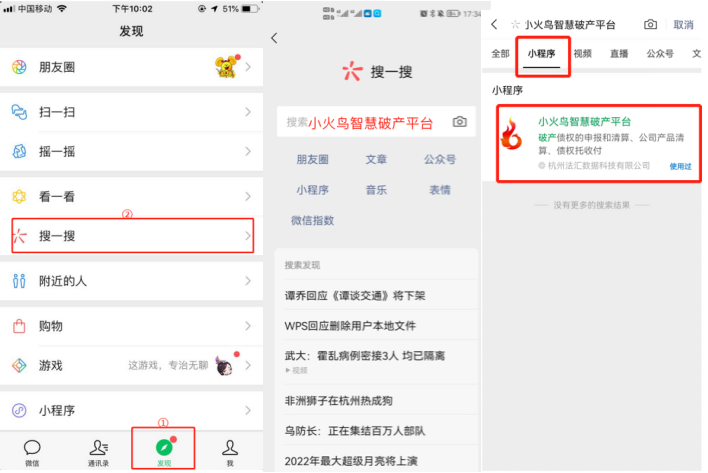 中国移动
下午10:02
51%
发现
朋友圈
扫一扫
摇一摇
看一看
②
搜一搜
附近的人
购物
游戏
这游戏，专治无聊
小程序
①
微信
通讯录
发现
我
17:34
搜一搜
搜索小火鸟智慧破产平台
朋友圈
文章
公众号
小程序
音乐
表情
微信指数
搜索发现
谭乔回应《谭谈交通》将下架
WPS回应删除用户本地文件
武大：霍乱病例密接3人 均已隔离
视频
非洲狮子在杭州热成狗
乌防长：正在集结百万人部队
2022年最大超级月亮将上演
小火鸟智慧破产平台
取消
全部
小程序
视频
直播
公众号
文
小程序
小火鸟智慧破产平台
破产债权的申报和清算、公司产品清
算、债权托收付
杭州法汇数据科技有限公司
使用过
没有更多的搜索结果